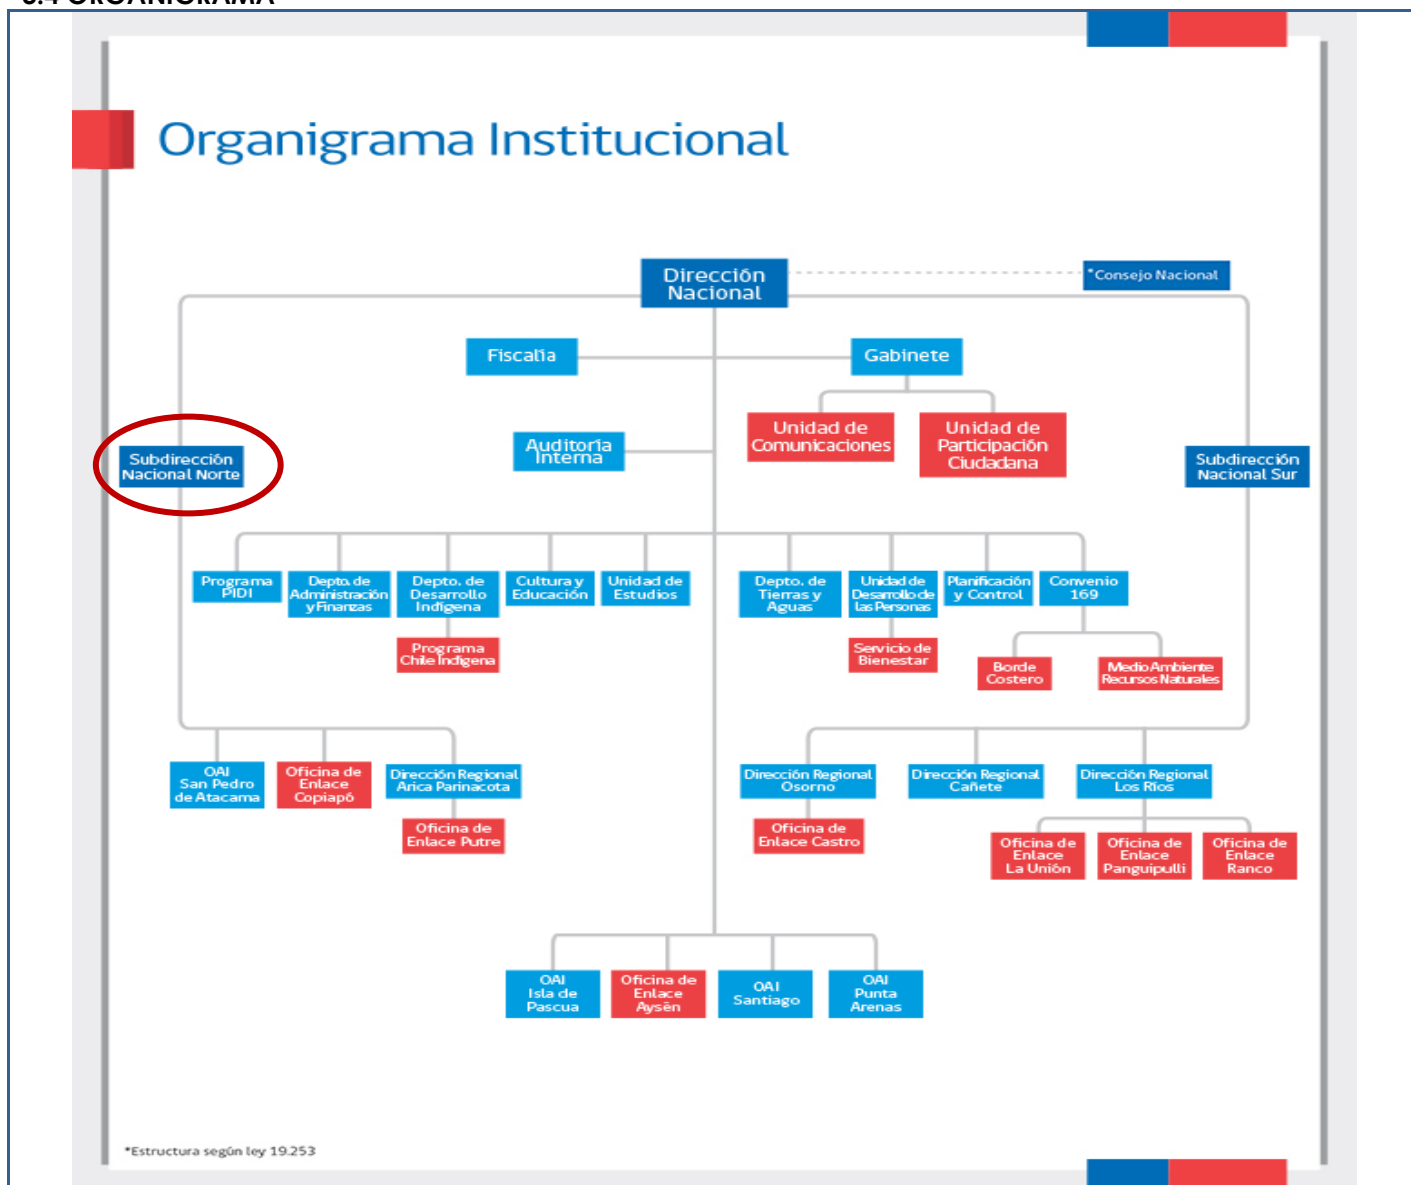 3.4 ORGANIGRAMA
Organigrama Institucional
Dirección
Nacional
*Consejo Nacional
Fiscalía
Gabinete
Unidad de
Comunicaciones
Unidad de
Participación
Ciudadana
Auditoría
Interna
Subdirección
Nacional Norte
Subdirección
Nacional Sur
Programa
PIDI
Depto. de
Administración
y Finanzas
Depto. de
Desarrollo
Indígena
Cultura y
Educación
Unidad de
Estudios
Depto. de
Tierras y
Aguas
Unidad de
Desarrollo de
las Personas
Planificación
y Control
Convenio
169
Programa
Chile Indígena
Servicio de
Bienestar
Borde
Costero
Medio Ambiente
Recursos Naturales
OAI
San Pedro
de Atacama
Oficina de
Enlace
Copiapó
Dirección Regional
Arica Parinacota
Oficina de
Enlace Putre
Dirección Regional
Osorno
Dirección Regional
Cañete
Dirección Regional
Los Ríos
Oficina de
Enlace Castro
Oficina de
Enlace
La Unión
Oficina de
Enlace
Panguipulli
Oficina de
Enlace
Ranco
OAI
Isla de
Pascua
Oficina de
Enlace
Aysén
OAI
Santiago
OAI
Punta
Arenas
*Estructura según ley 19.253